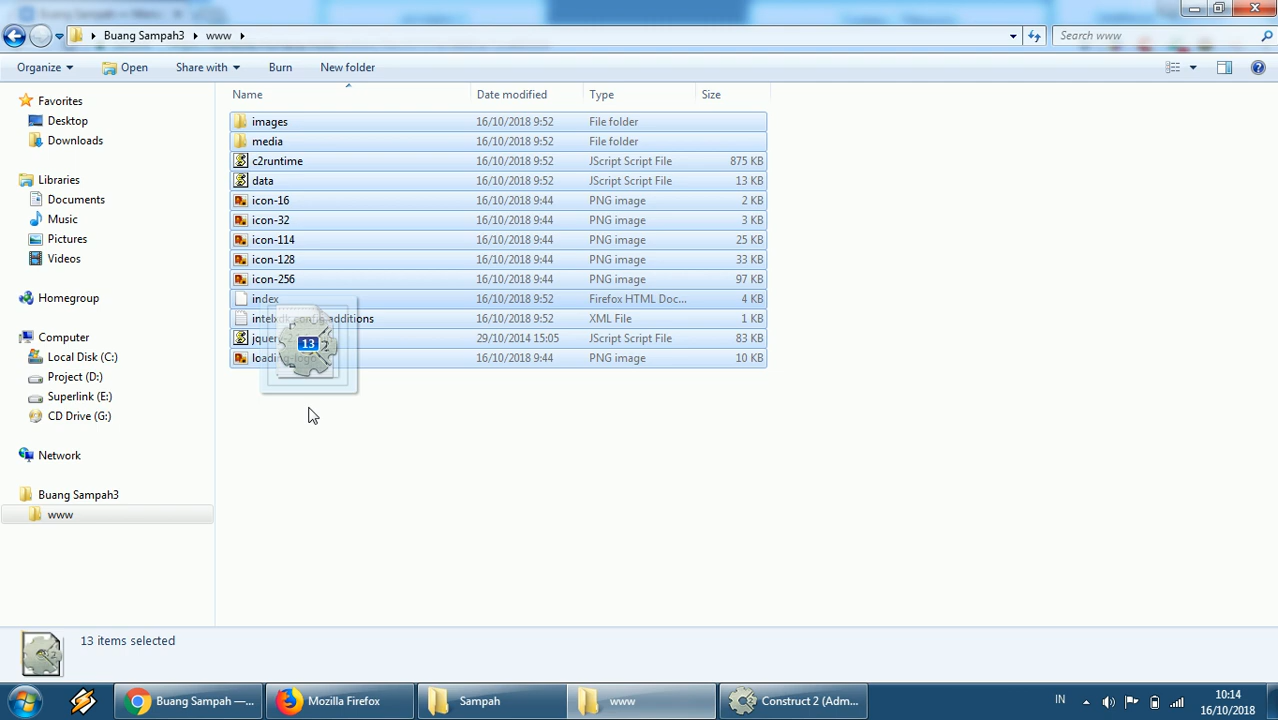 Buang Sampah3 www
Search www
Organize Open Share with Burn New folder
Name Date modified Type Size
Favorites
Desktop
Downloads
Libraries
Documents
Music
Pictures
Videos
Homegroup
Computer
Local Disk (C:)
Project (D:)
Superlink (E:)
CD Drive (G:)
Network
Buang Sampah3
www
images 16/10/2018 9:52 File folder
media 16/10/2018 9:52 File folder
c2runtime 16/10/2018 9:52 JScript Script File 875 KB
data 16/10/2018 9:52 JScript Script File 13 KB
icon-16 16/10/2018 9:44 PNG image 2 KB
icon-32 16/10/2018 9:44 PNG image 3 KB
icon-114 16/10/2018 9:44 PNG image 25 KB
icon-128 16/10/2018 9:44 PNG image 33 KB
icon-256 16/10/2018 9:44 PNG image 97 KB
index 16/10/2018 9:52 Firefox HTML Doc... 4 KB
intelxdk.config.additions 16/10/2018 9:52 XML File 1 KB
29/10/2014 15:05 JScript Script File 83 KB
loading-logo 16/10/2018 9:44 PNG image 10 KB
13
13 items selected
Buang Sampah —... Mozilla Firefox Sampah www Construct 2 (Adm... IN 10:14
16/10/2018